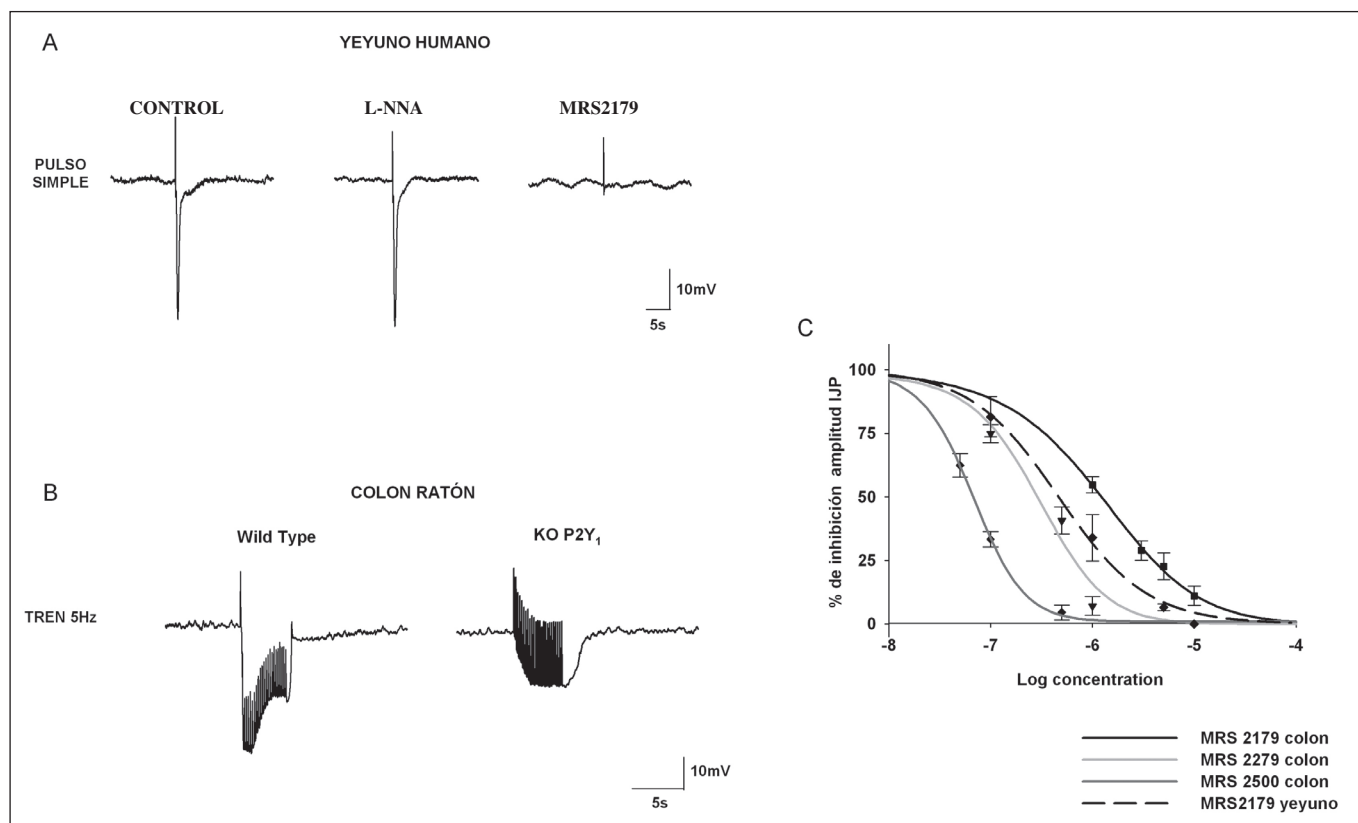 A
YEYUNO HUMANO
CONTROL
L-NNA
MRS2179
PULSO
SIMPLE
10mV
5s
B
COLON RATÓN
Wild Type
KO P2Y₁
TREN 5Hz
10mV
5s
C
% de inhibición amplitud IJP
100
75
50
25
0
-8
-7
-6
-5
-4
Log concentration
MRS 2179 colon
MRS 2279 colon
MRS 2500 colon
MRS2179 yeyuno